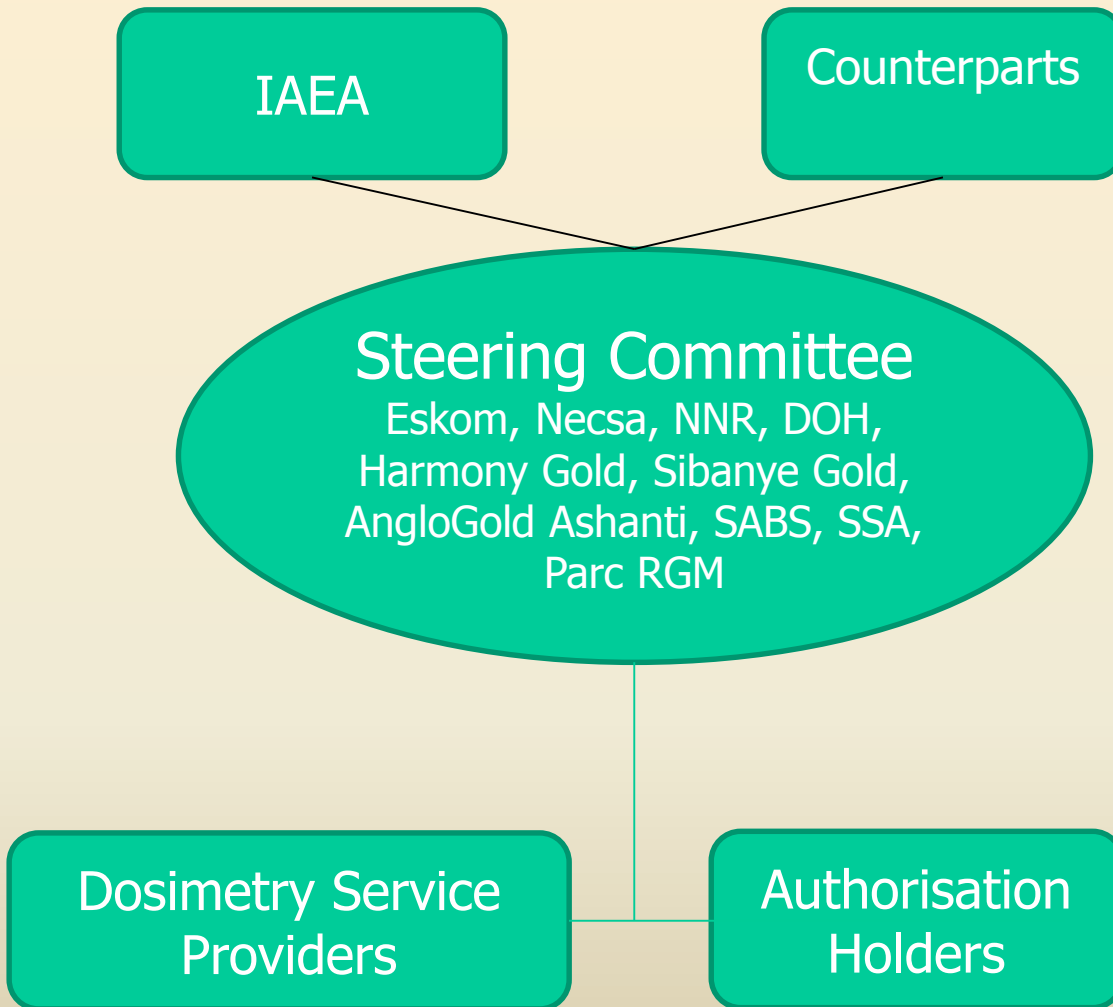 IAEA
Counterparts
Steering Committee
Eskom, Necsa, NNR, DOH,
Harmony Gold, Sibanye Gold,
AngloGold Ashanti, SABS, SSA,
Parc RGM
Dosimetry Service
Providers
Authorisation
Holders